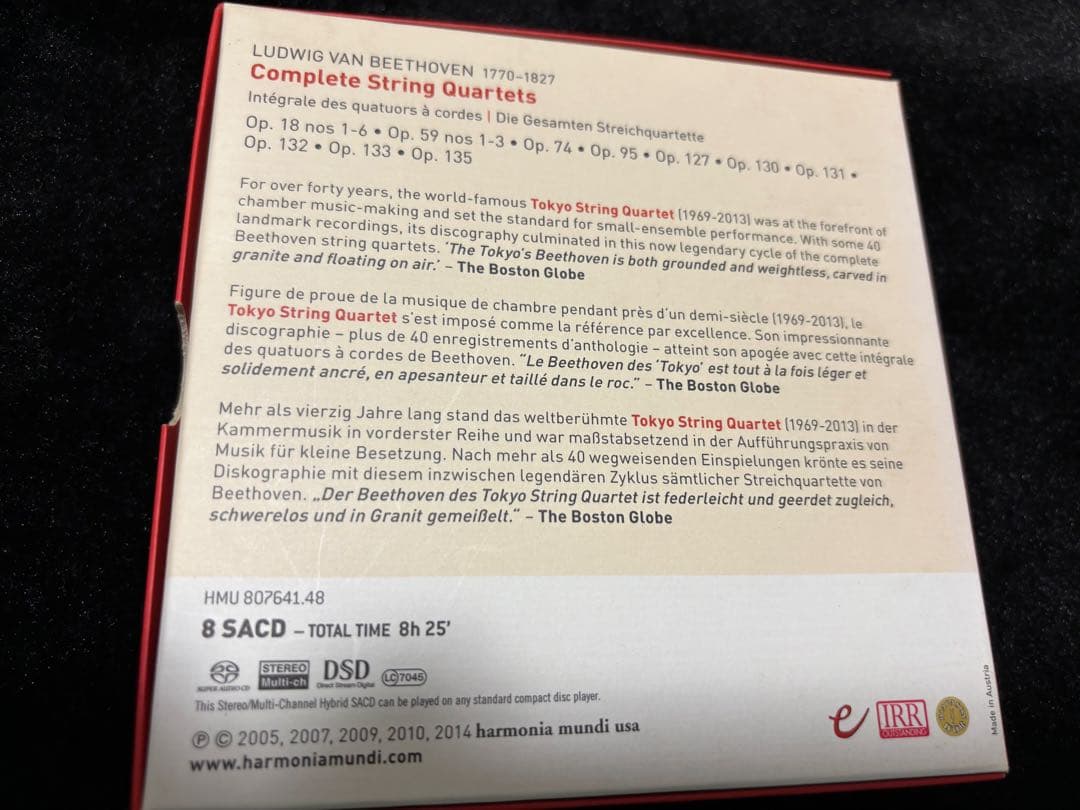 LUDWIG VAN BEETHOVEN 1770–1827
Complete String Quartets
Intégrale des quatuors à cordes | Die Gesamten Streichquartette
Op. 18 nos 1-6 • Op. 59 nos 1-3 • Op. 74 • Op. 95 • Op. 127 • Op. 130 • Op. 131 •
Op. 132 • Op. 133 • Op. 135
For over forty years, the world-famous Tokyo String Quartet (1969-2013) was at the forefront of
chamber music-making and set the standard for small-ensemble performance. With some 40
landmark recordings, its discography culminated in this now legendary cycle of the complete
Beethoven string quartets. 'The Tokyo's Beethoven is both grounded and weightless, carved in
granite and floating on air.' – The Boston Globe
Figure de proue de la musique de chambre pendant près d'un demi-siècle (1969-2013), le
Tokyo String Quartet s'est imposé comme la référence par excellence. Son impressionnante
discographie – plus de 40 enregistrements d'anthologie – atteint son apogée avec cette intégrale
des quatuors à cordes de Beethoven. "Le Beethoven des 'Tokyo' est tout à la fois léger et
solidement ancré, en apesanteur et taillé dans le roc." – The Boston Globe
Mehr als vierzig Jahre lang stand das weltberühmte Tokyo String Quartet (1969-2013) in der
Kammermusik in vorderster Reihe und war maßstabsetzend in der Aufführungspraxis von
Musik für kleine Besetzung. Nach mehr als 40 wegweisenden Einspielungen krönte es seine
Diskographie mit diesem inzwischen legendären Zyklus sämtlicher Streichquartette von
Beethoven. „Der Beethoven des Tokyo String Quartet ist federleicht und geerdet zugleich,
schwerelos und in Granit gemeißelt." – The Boston Globe
HMU 807641.48
8 SACD – TOTAL TIME 8h 25'
SUPER AUDIO CD
STEREO
Multi-ch
DSD
Direct Stream Digital
LC 7045
This Stereo/Multi-Channel Hybrid SACD can be played on any standard compact disc player.
℗ © 2005, 2007, 2009, 2010, 2014 harmonia mundi usa
www.harmoniamundi.com
e
IRR
OUTSTANDING
Made in Austria